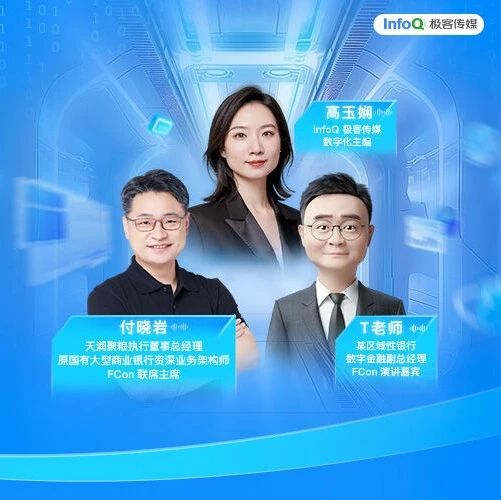 InfoQ 极客传媒
高玉娴
InfoQ 极客传媒
数字化主编
付晓岩
天润聚粮执行董事总经理
原国有大型商业银行资深业务架构师
FCon 联席主席
T老师
某区域性银行
数字金融副总经理
FCon 演讲嘉宾